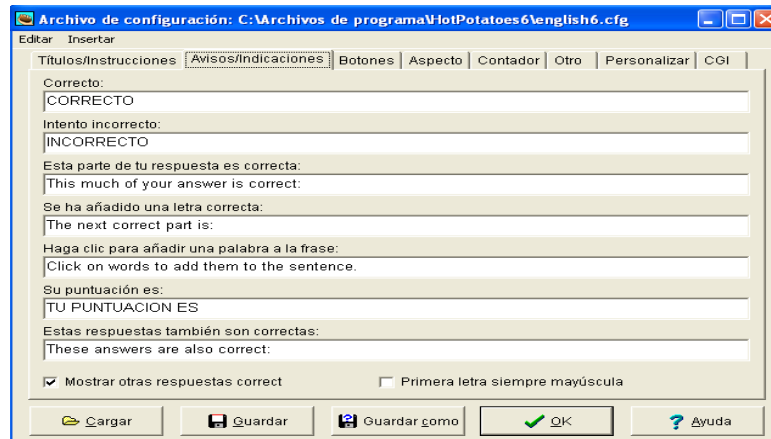 Archivo de configuración: C:\Archivos de programa\HotPotatoes6\english6.cfg
Editar Insertar
Títulos/Instrucciones Avisos/Indicaciones Botones Aspecto Contador Otro Personalizar CGI
Correcto:
CORRECTO
Intento incorrecto:
INCORRECTO
Esta parte de tu respuesta es correcta:
This much of your answer is correct:
Se ha añadido una letra correcta:
The next correct part is:
Haga clic para añadir una palabra a la frase:
Click on words to add them to the sentence.
Su puntuación es:
TU PUNTUACION ES
Estas respuestas también son correctas:
These answers are also correct:
Mostrar otras respuestas correct Primera letra siempre mayúscula
Cargar Guardar Guardar como OK Ayuda